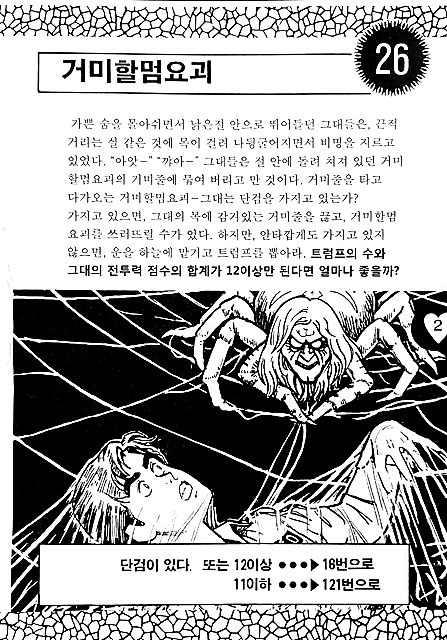 26
거미할멈요괴
가쁜 숨을 몰아쉬면서 낡은절 안으로 뛰어들던 그대들은, 끈적
거리는 실 같은 것에 목이 걸려 나뒹굴어지면서 비명을 지르고
있었다. “아앗–” “꺄아–” 그대들은 절 안에 둘러 쳐져 있던 거미
할멈요괴의 거미줄에 묶여 버리고 만 것이다. 거미줄을 타고
다가오는 거미할멈요괴–그대는 단검을 가지고 있는가?
가지고 있으면, 그대의 목에 감겨있는 거미줄을 끊고, 거미할멈
요괴를 쓰러뜨릴 수가 있다. 하지만, 안타깝게도 가지고 있지
않으면, 운을 하늘에 맡기고 트럼프를 뽑아라. 트럼프의 수와
그대의 전투력 점수의 합계가 12이상만 된다면 얼마나 좋을까?
2
단검이 있다. 또는 12이상 ●●●▶16번으로
11이하 ●●●▶121번으로